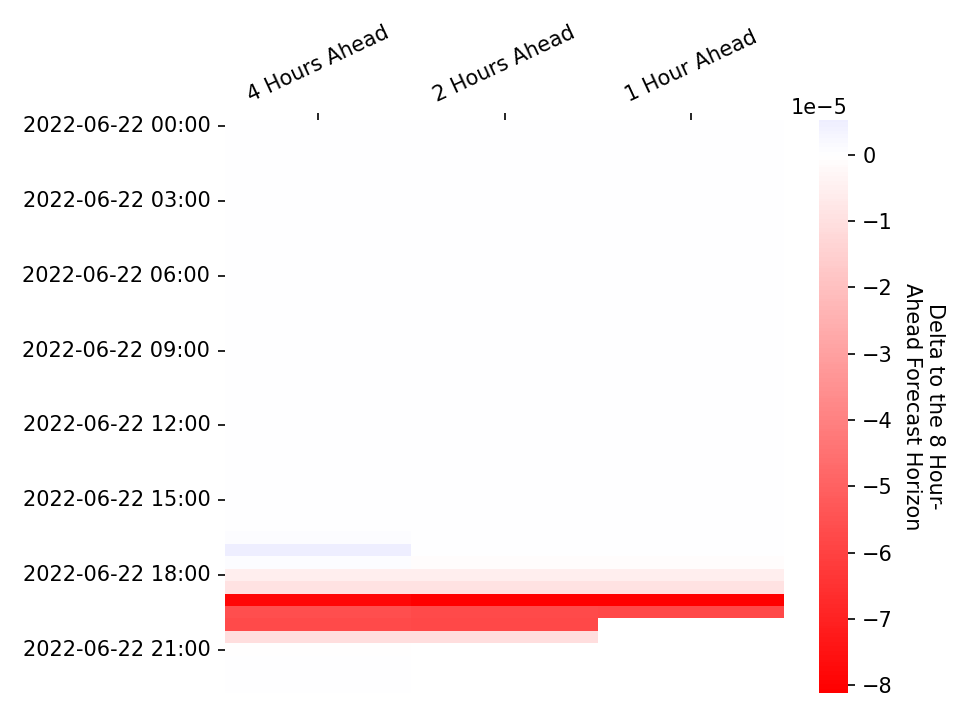 4 Hours Ahead
2 Hours Ahead
1 Hour Ahead
2022-06-22 00:00
2022-06-22 03:00
2022-06-22 06:00
2022-06-22 09:00
2022-06-22 12:00
2022-06-22 15:00
2022-06-22 18:00
2022-06-22 21:00
1e−5
0
−1
−2
−3
−4
−5
−6
−7
−8
Delta to the 8 Hour-
Ahead Forecast Horizon